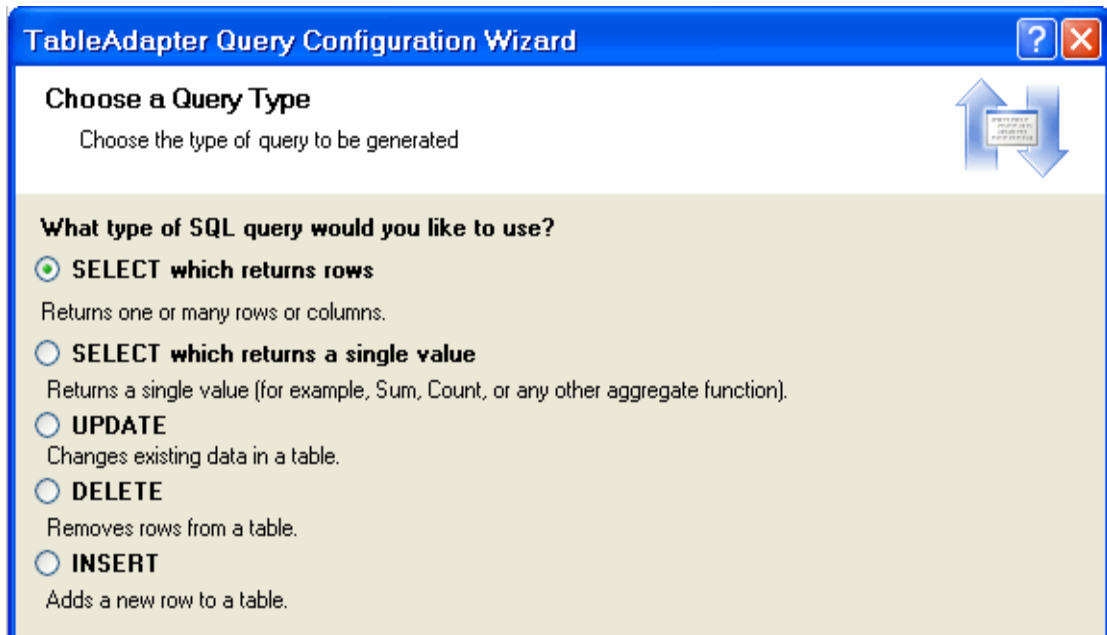 TableAdapter Query Configuration Wizard
Choose a Query Type
Choose the type of query to be generated
What type of SQL query would you like to use?
SELECT which returns rows
Returns one or many rows or columns.
SELECT which returns a single value
Returns a single value (for example, Sum, Count, or any other aggregate function).
UPDATE
Changes existing data in a table.
DELETE
Removes rows from a table.
INSERT
Adds a new row to a table.